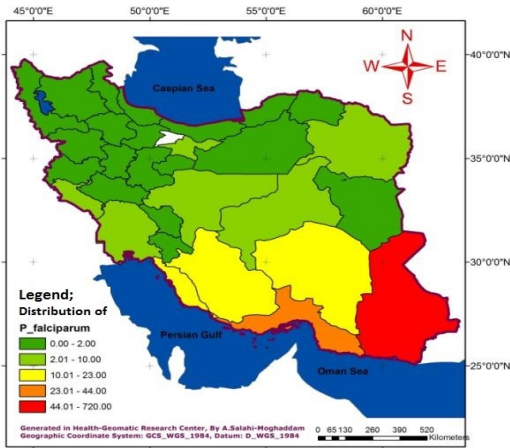 45°0'0"E 50°0'0"E 55°0'0"E 60°0'0"E
N
W E
S
40°0'0"N
35°0'0"N
30°0'0"N
25°0'0"N
Caspian Sea
Persian Gulf
Oman Sea
Legend;
Distribution of
P_falciparum
0.00 - 2.00
2.01 - 10.00
10.01 - 23.00
23.01 - 44.00
44.01 - 720.00
Generated in Health-Geomatic Research Center, By A.Salahi-Moghaddam
Geographic Coordinate System: GCS_WGS_1984, Datum: D_WGS_1984
0 65 130 260 390 520
Kilometers